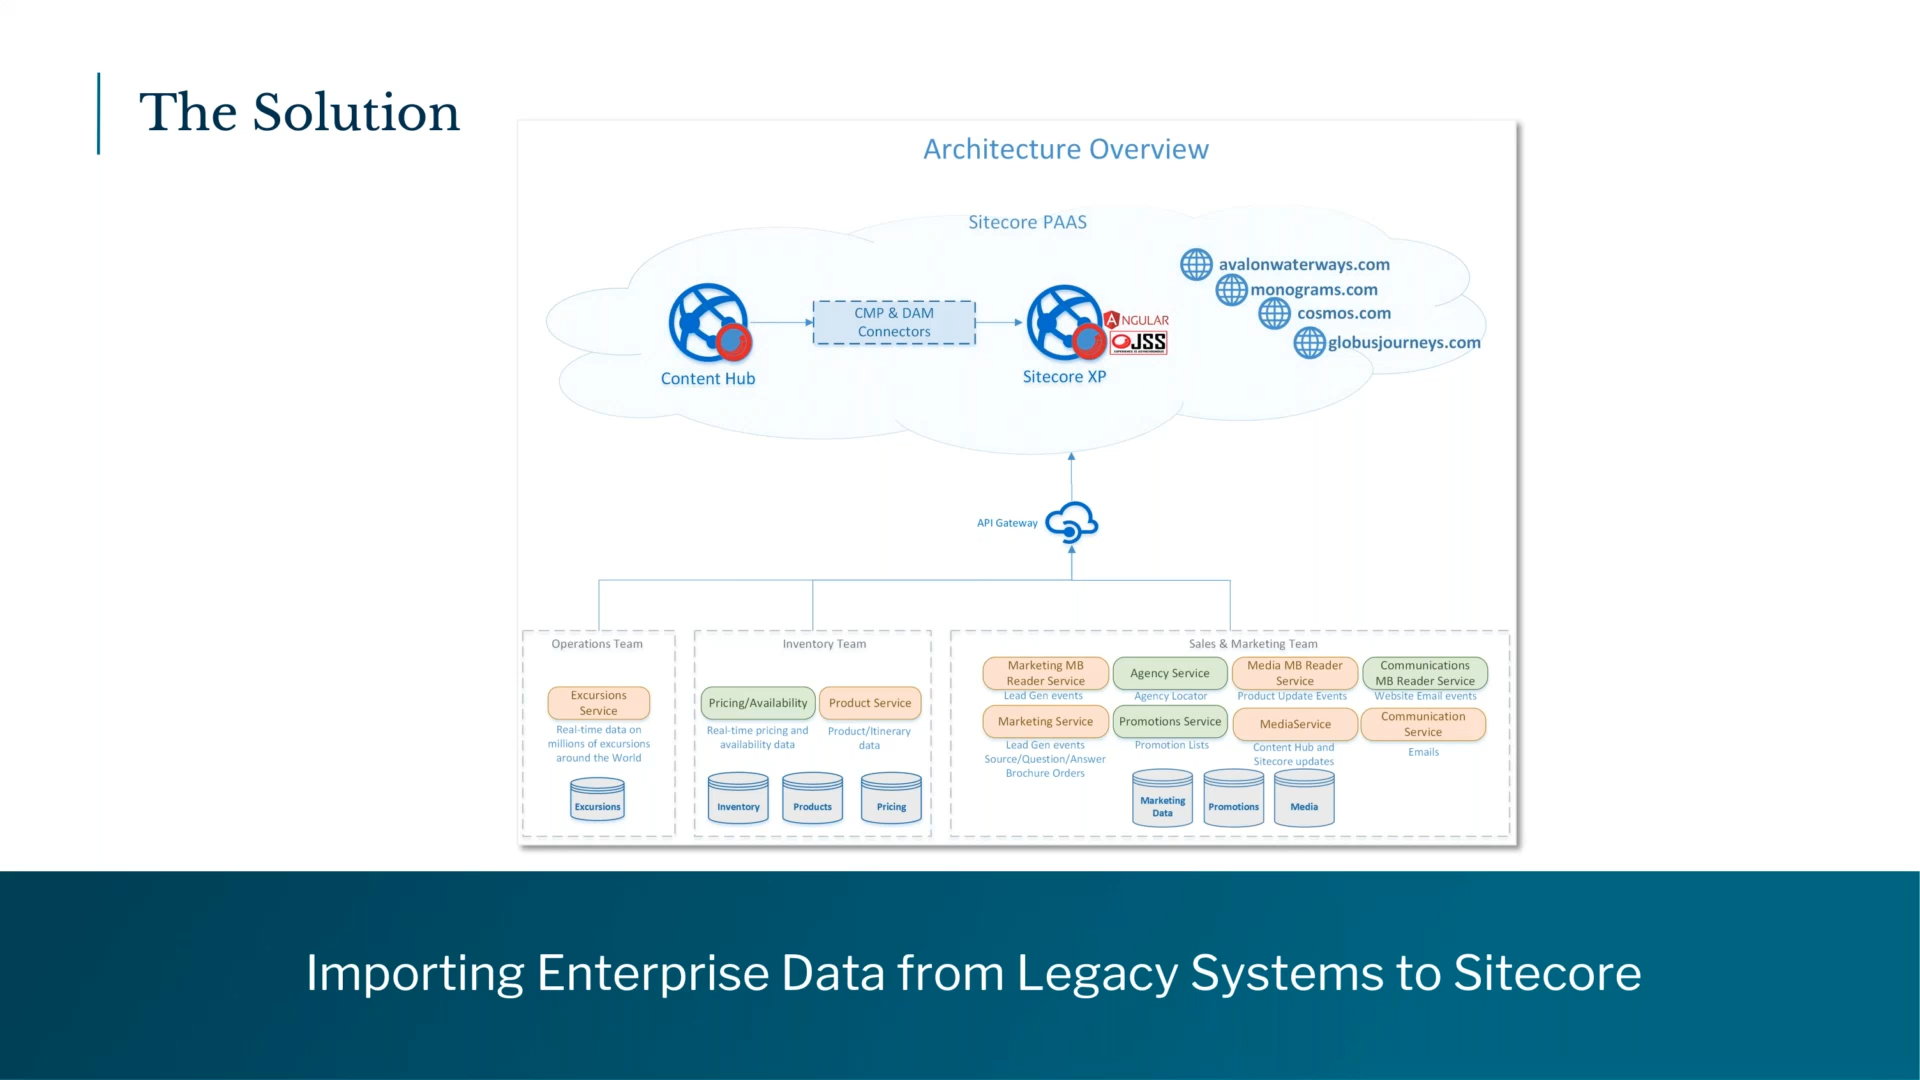 The Solution
Architecture Overview
Sitecore PAAS
avalonwaterways.com
monograms.com
cosmos.com
globusjourneys.com
CMP & DAM
Connectors
Content Hub
Sitecore XP
ANGULAR
JSS
API Gateway
Operations Team
Excursions
Service
Real-time data on
millions of excursions
around the World
Excursions
Inventory Team
Pricing/Availability
Real-time pricing and
availability data
Product Service
Product/Itinerary
data
Inventory
Products
Pricing
Sales & Marketing Team
Marketing MB
Reader Service
Lead Gen events
Agency Service
Agency Locator
Media MB Reader
Service
Product Update Events
Communications
MB Reader Service
Website Email events
Marketing Service
Lead Gen events
Source/Question/Answer
Brochure Orders
Promotions Service
Promotion Lists
MediaService
Content Hub and
Sitecore updates
Communication
Service
Emails
Marketing
Data
Promotions
Media
Importing Enterprise Data from Legacy Systems to Sitecore